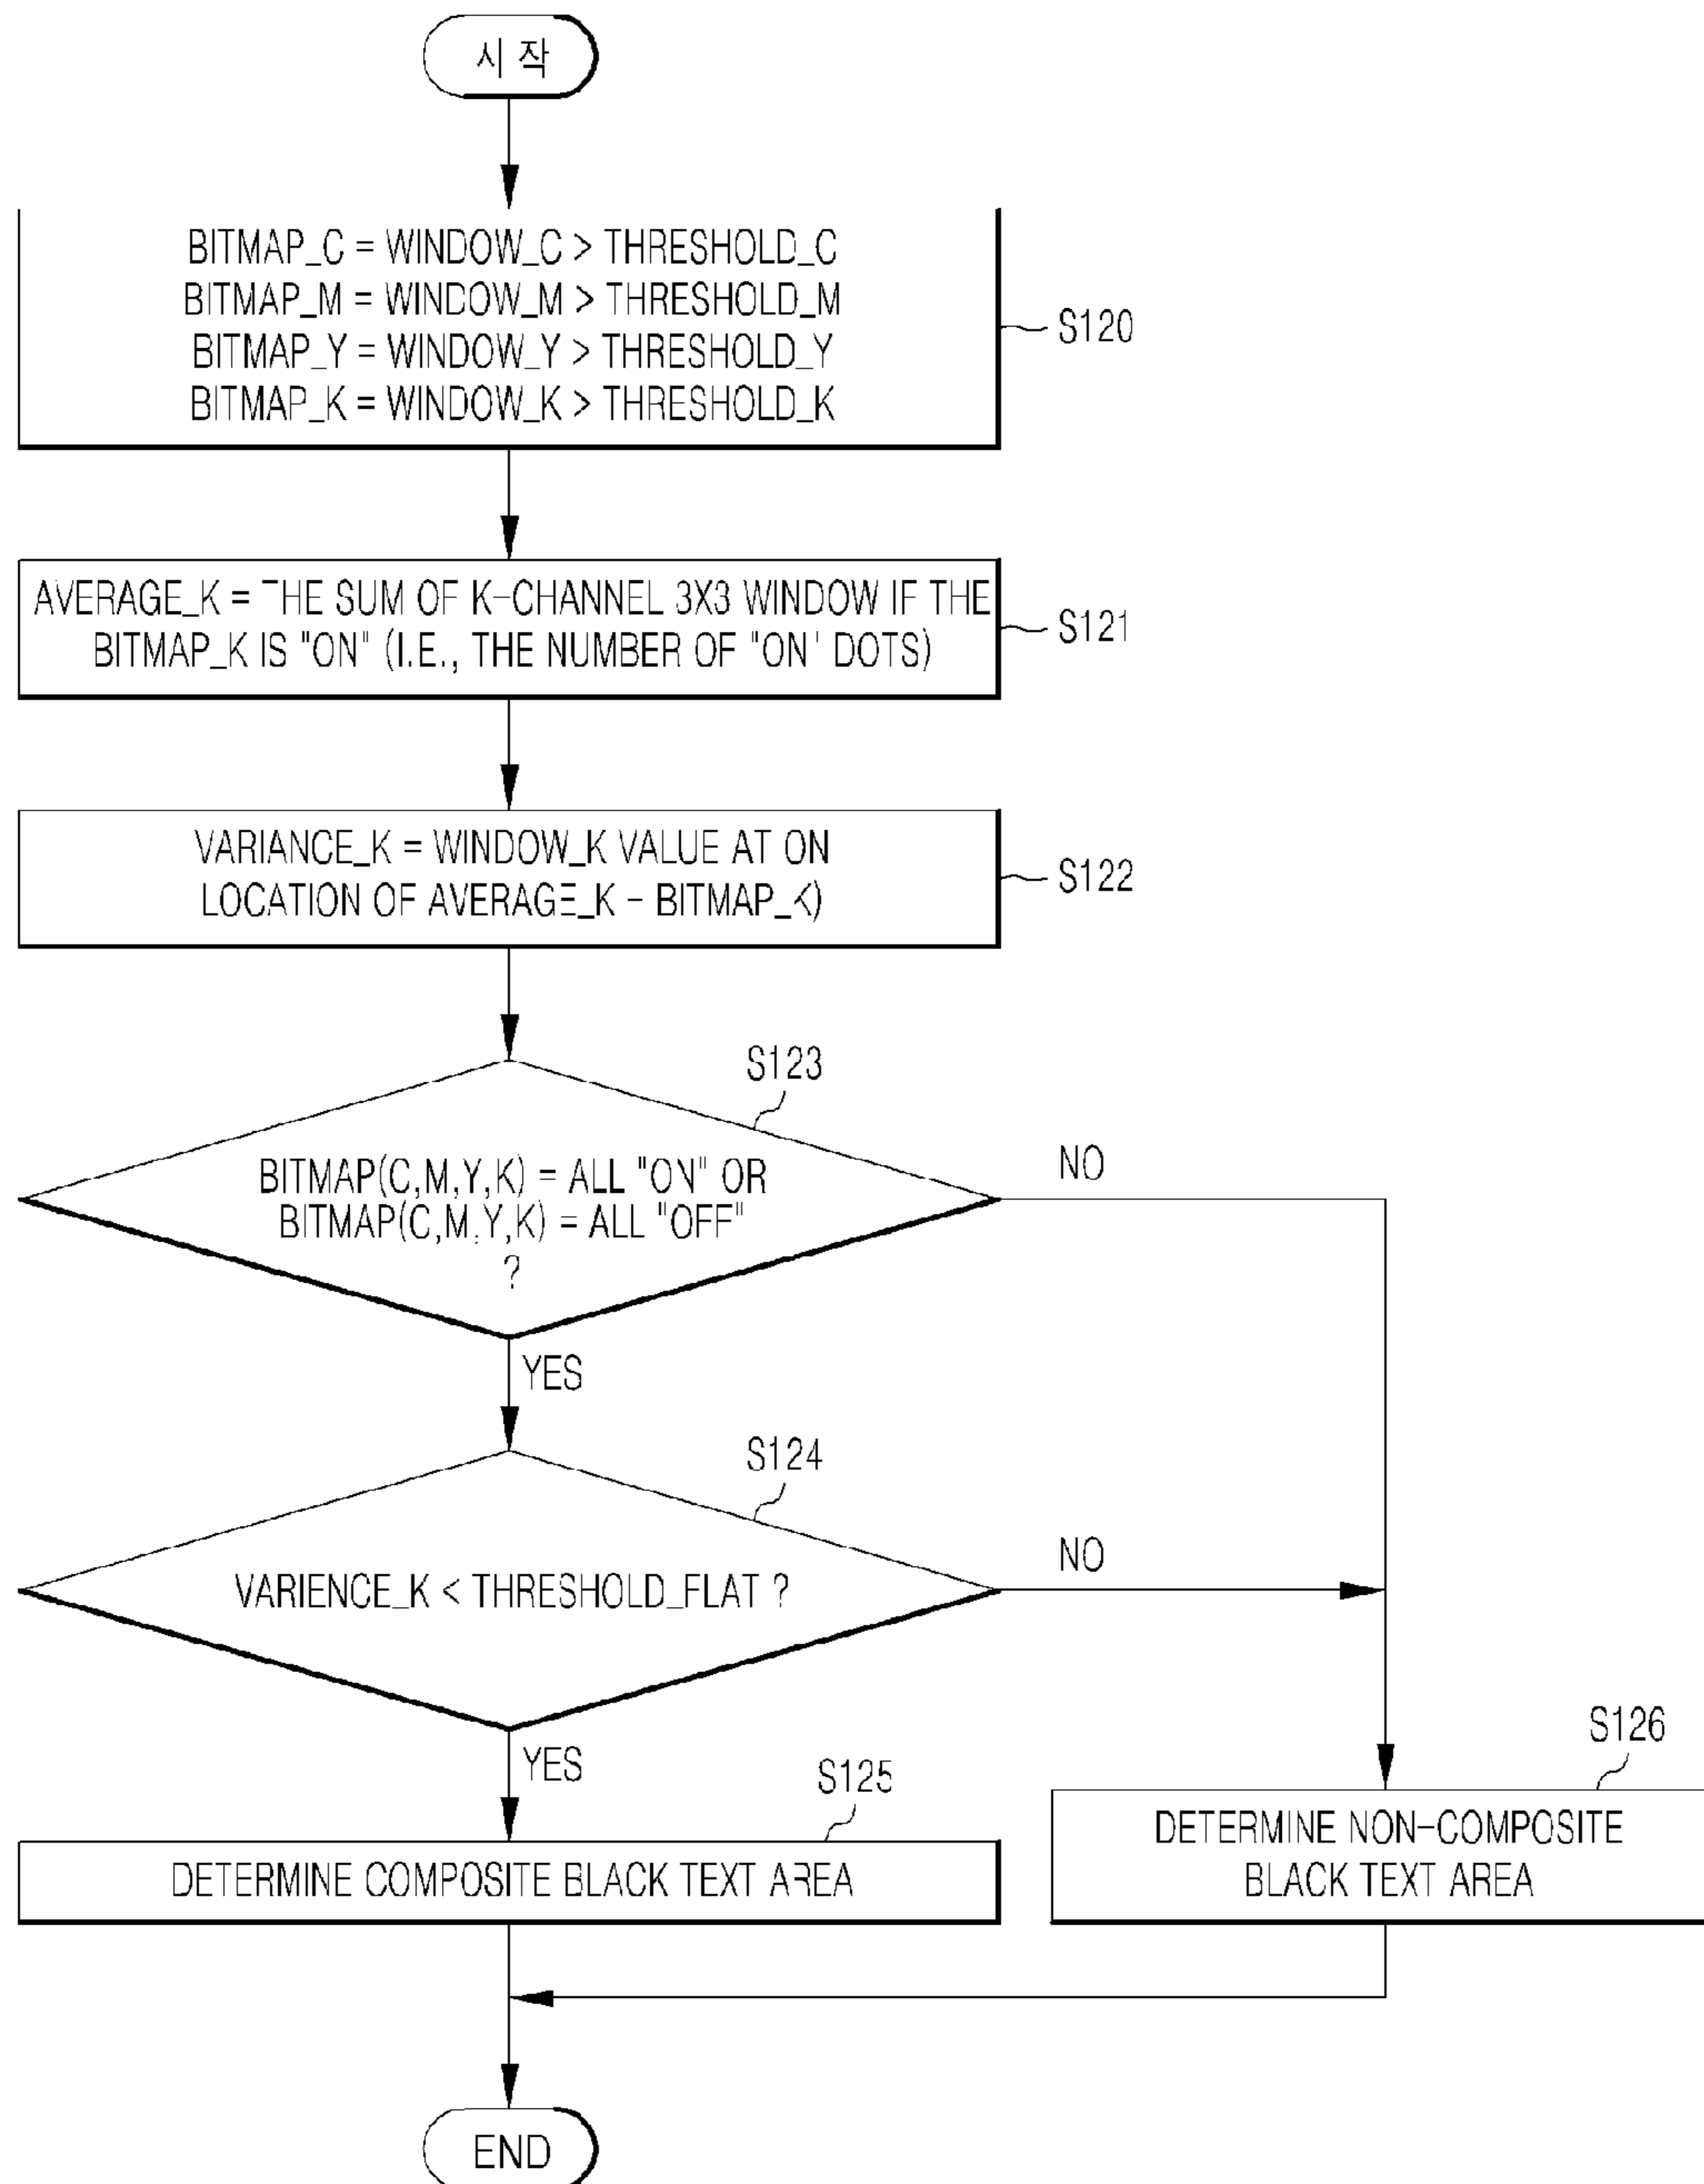 시 작
BITMAP_C = WINDOW_C > THRESHOLD_C
BITMAP_M = WINDOW_M > THRESHOLD_M
BITMAP_Y = WINDOW_Y > THRESHOLD_Y
BITMAP_K = WINDOW_K > THRESHOLD_K
S120
AVERAGE_K = THE SUM OF K-CHANNEL 3X3 WINDOW IF THE
BITMAP_K IS "ON" (I.E., THE NUMBER OF "ON" DOTS)
S121
VARIANCE_K = WINDOW_K VALUE AT ON
LOCATION OF AVERAGE_K - BITMAP_K)
S122
S123
BITMAP(C,M,Y,K) = ALL "ON" OR
BITMAP(C,M,Y,K) = ALL "OFF"
?
NO
YES
S124
VARIENCE_K < THRESHOLD_FLAT ?
NO
YES
S125
DETERMINE COMPOSITE BLACK TEXT AREA
S126
DETERMINE NON-COMPOSITE
BLACK TEXT AREA
END